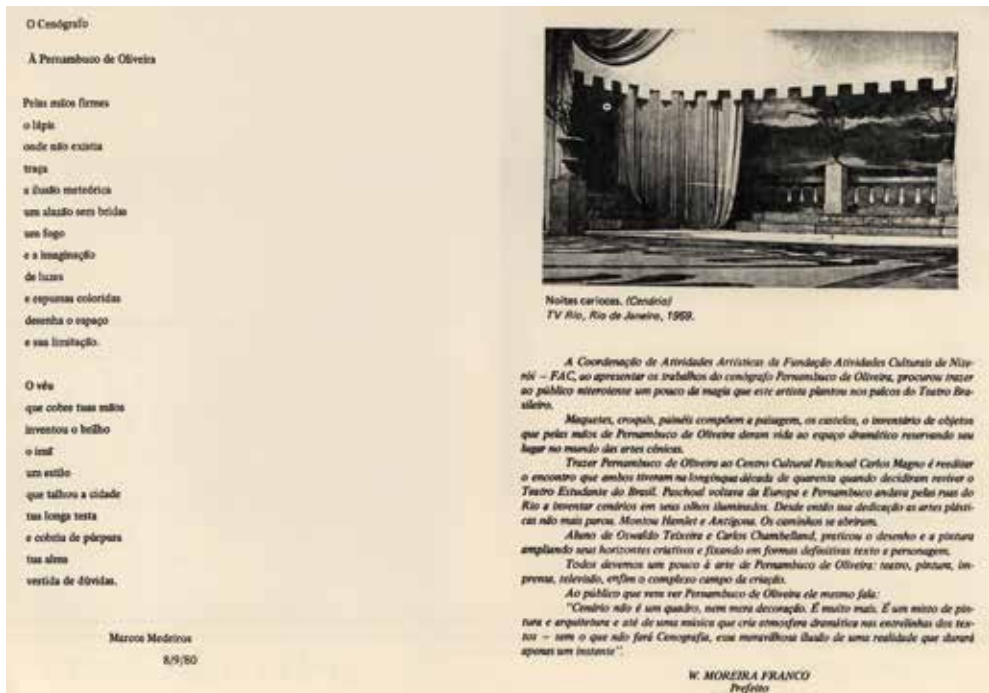 O Cenógrafo
À Pernambuco de Oliveira
Pelas mãos firmes
o lápis
onde não existia
traça
a ilusão meteórica
um alazão sem bridas
um fogo
e a imaginação
de luzes
e espumas coloridas
desenha o espaço
e sua limitação.
O véu
que cobre tuas mãos
inventou o brilho
o imã
um estilo
que talhou a cidade
tua longa testa
e cobriu de púrpura
tua alma
vestida de dúvidas.
Marcos Medeiros
8/9/80
Noites cariocas. (Cenário)
TV Rio, Rio de Janeiro, 1969.
A Coordenação de Atividades Artísticas da Fundação Atividades Culturais de Nite-
rói – FAC, ao apresentar os trabalhos do cenógrafo Pernambuco de Oliveira, procurou trazer
ao público niteroiense um pouco da magia que este artista plantou nos palcos do Teatro Bra-
sileiro.
Maquetes, croquis, painéis compõem a paisagem, os castelos, o inventário de objetos
que pelas mãos de Pernambuco de Oliveira deram vida ao espaço dramático reservando seu
lugar no mundo das artes cênicas.
Trazer Pernambuco de Oliveira ao Centro Cultural Paschoal Carlos Magno é reeditar
o encontro que ambos tiveram na longínqua década de quarenta quando decidiram reviver o
Teatro Estudante do Brasil. Paschoal voltava da Europa e Pernambuco andava pelas ruas do
Rio a inventar cenários em seus olhos iluminados. Desde então sua dedicação as artes plásti-
cas não mais parou. Montou Hamlet e Antígona. Os caminhos se abriram.
Aluno de Oswaldo Teixeira e Carlos Chambelland, praticou o desenho e a pintura
ampliando seus horizontes criativos e fixando em formas definitivas texto e personagem.
Todos devemos um pouco à arte de Pernambuco de Oliveira: teatro, pintura, im-
prensa, televisão, enfim o complexo campo da criação.
Ao público que vem ver Pernambuco de Oliveira ele mesmo fala:
"Cenário não é um quadro, nem mera decoração. É muito mais. É um misto de pin-
tura e arquitetura e até de uma música que cria atmosfera dramática nas entrelinhas dos tex-
tos – sem o que não fará Cenografia, essa maravilhosa ilusão de uma realidade que durará
apenas um instante".
W. MOREIRA FRANCO
Prefeito